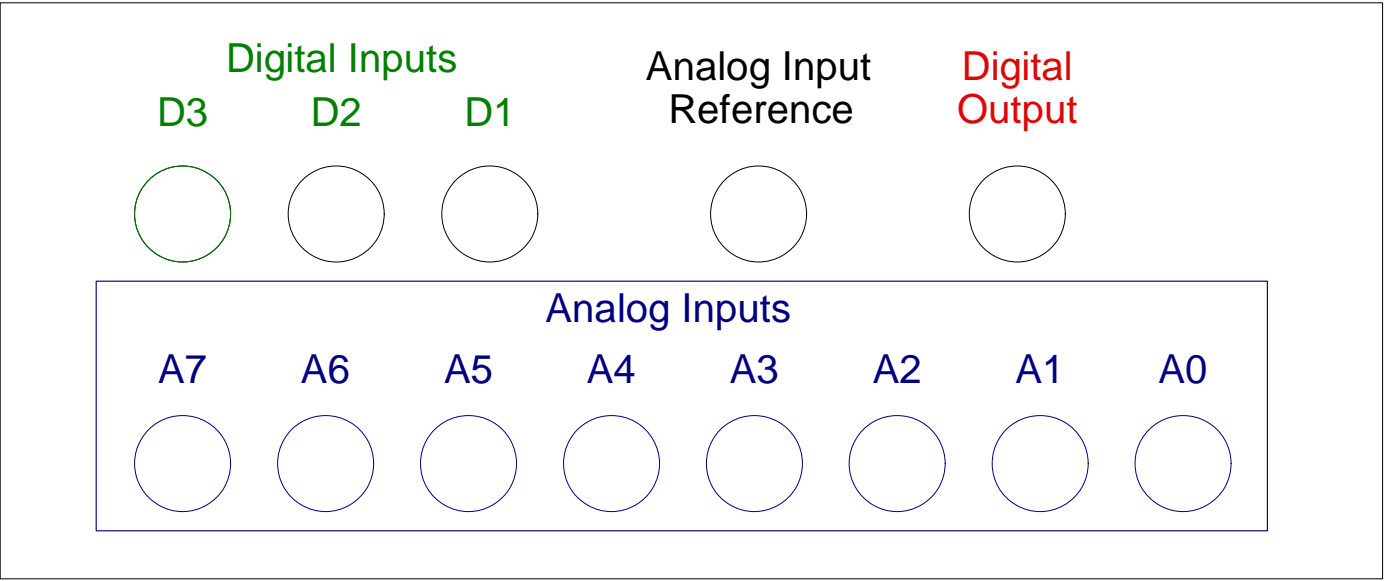 Digital Inputs
D3 D2 D1
Analog Input
Reference
Digital
Output
Analog Inputs
A7 A6 A5 A4 A3 A2 A1 A0